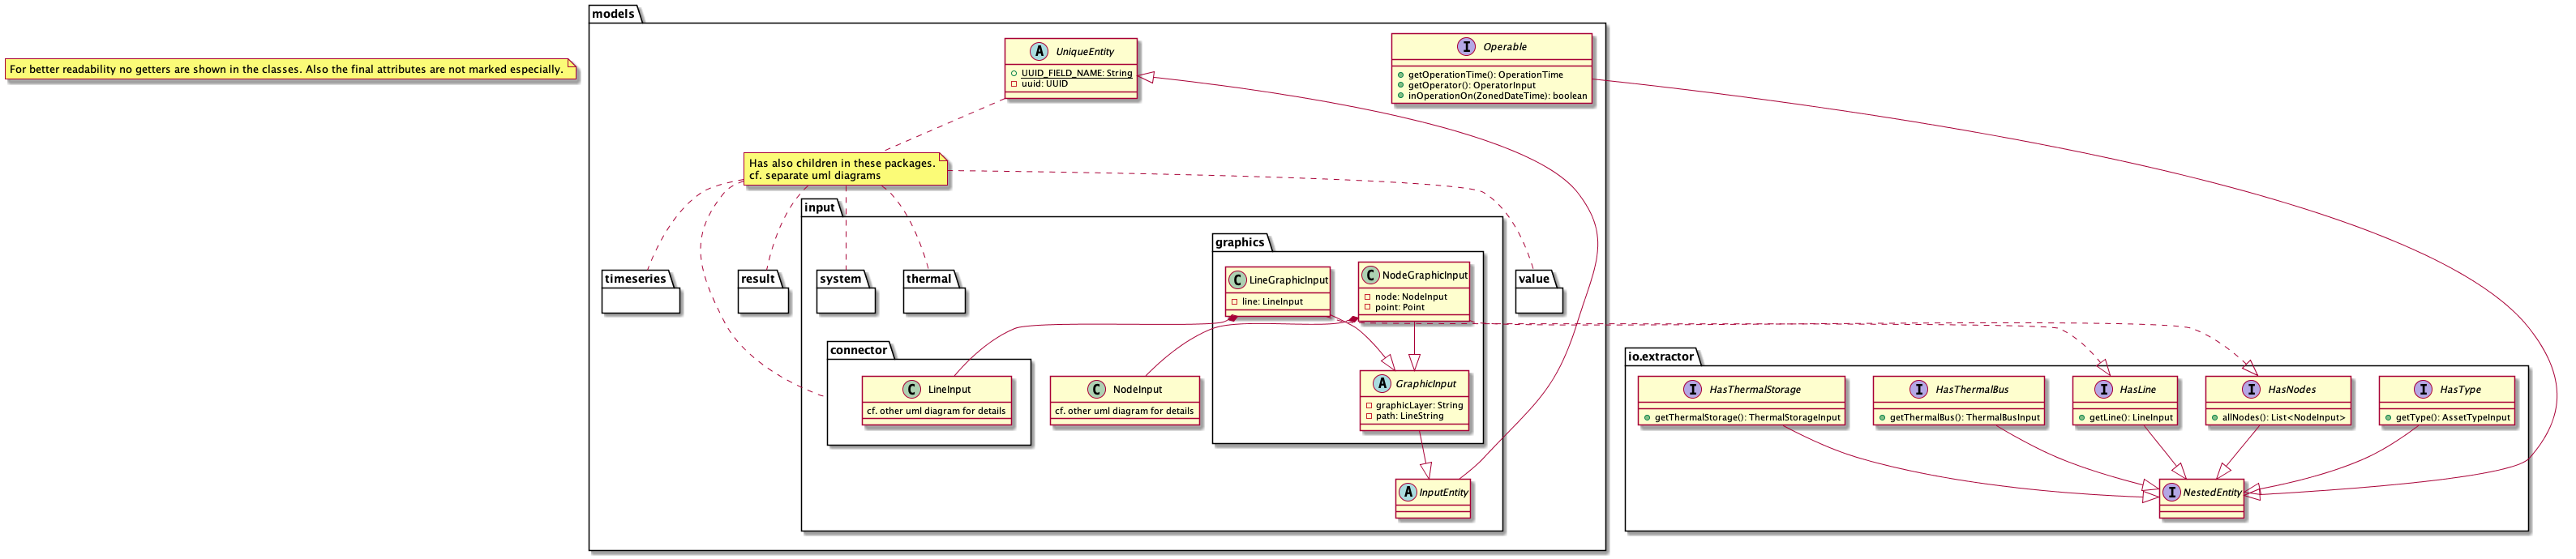 For better readability no getters are shown in the classes. Also the final attributes are not marked especially.
models
A UniqueEntity
UUID_FIELD_NAME: String
uuid: UUID
I Operable
getOperationTime(): OperationTime
getOperator(): OperatorInput
inOperationOn(ZonedDateTime): boolean
Has also children in these packages.
cf. separate uml diagrams
input
graphics
timeseries
result
system
thermal
C LineGraphicInput
line: LineInput
C NodeGraphicInput
node: NodeInput
point: Point
value
connector
C LineInput
cf. other uml diagram for details
C NodeInput
cf. other uml diagram for details
A GraphicInput
graphicLayer: String
path: LineString
A InputEntity
io.extractor
I HasThermalStorage
getThermalStorage(): ThermalStorageInput
I HasThermalBus
getThermalBus(): ThermalBusInput
I HasLine
getLine(): LineInput
I HasNodes
allNodes(): List<NodeInput>
I HasType
getType(): AssetTypeInput
I NestedEntity